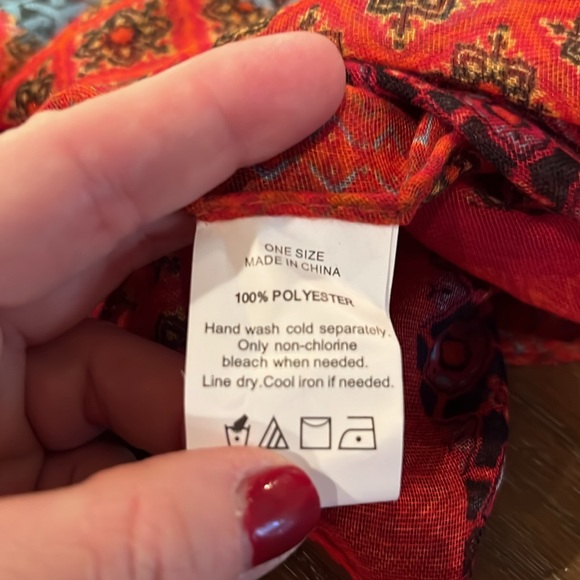 ONE SIZE
MADE IN CHINA
100% POLYESTER
Hand wash cold separately.
Only non-chlorine
bleach when needed.
Line dry.Cool iron if needed.